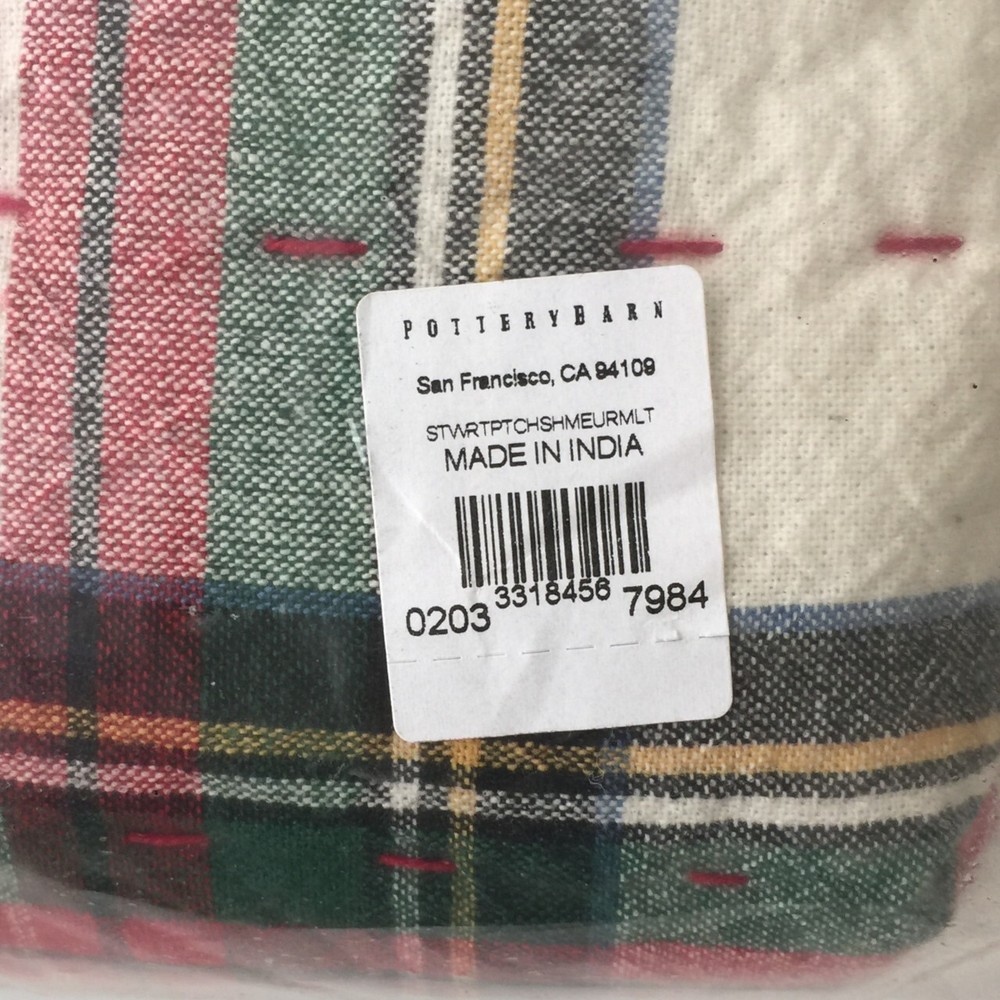 POTTERYBARN
San Francisco, CA 94109
STWRTPTCHSHMEURMLT
MADE IN INDIA
0203 3318456 7984